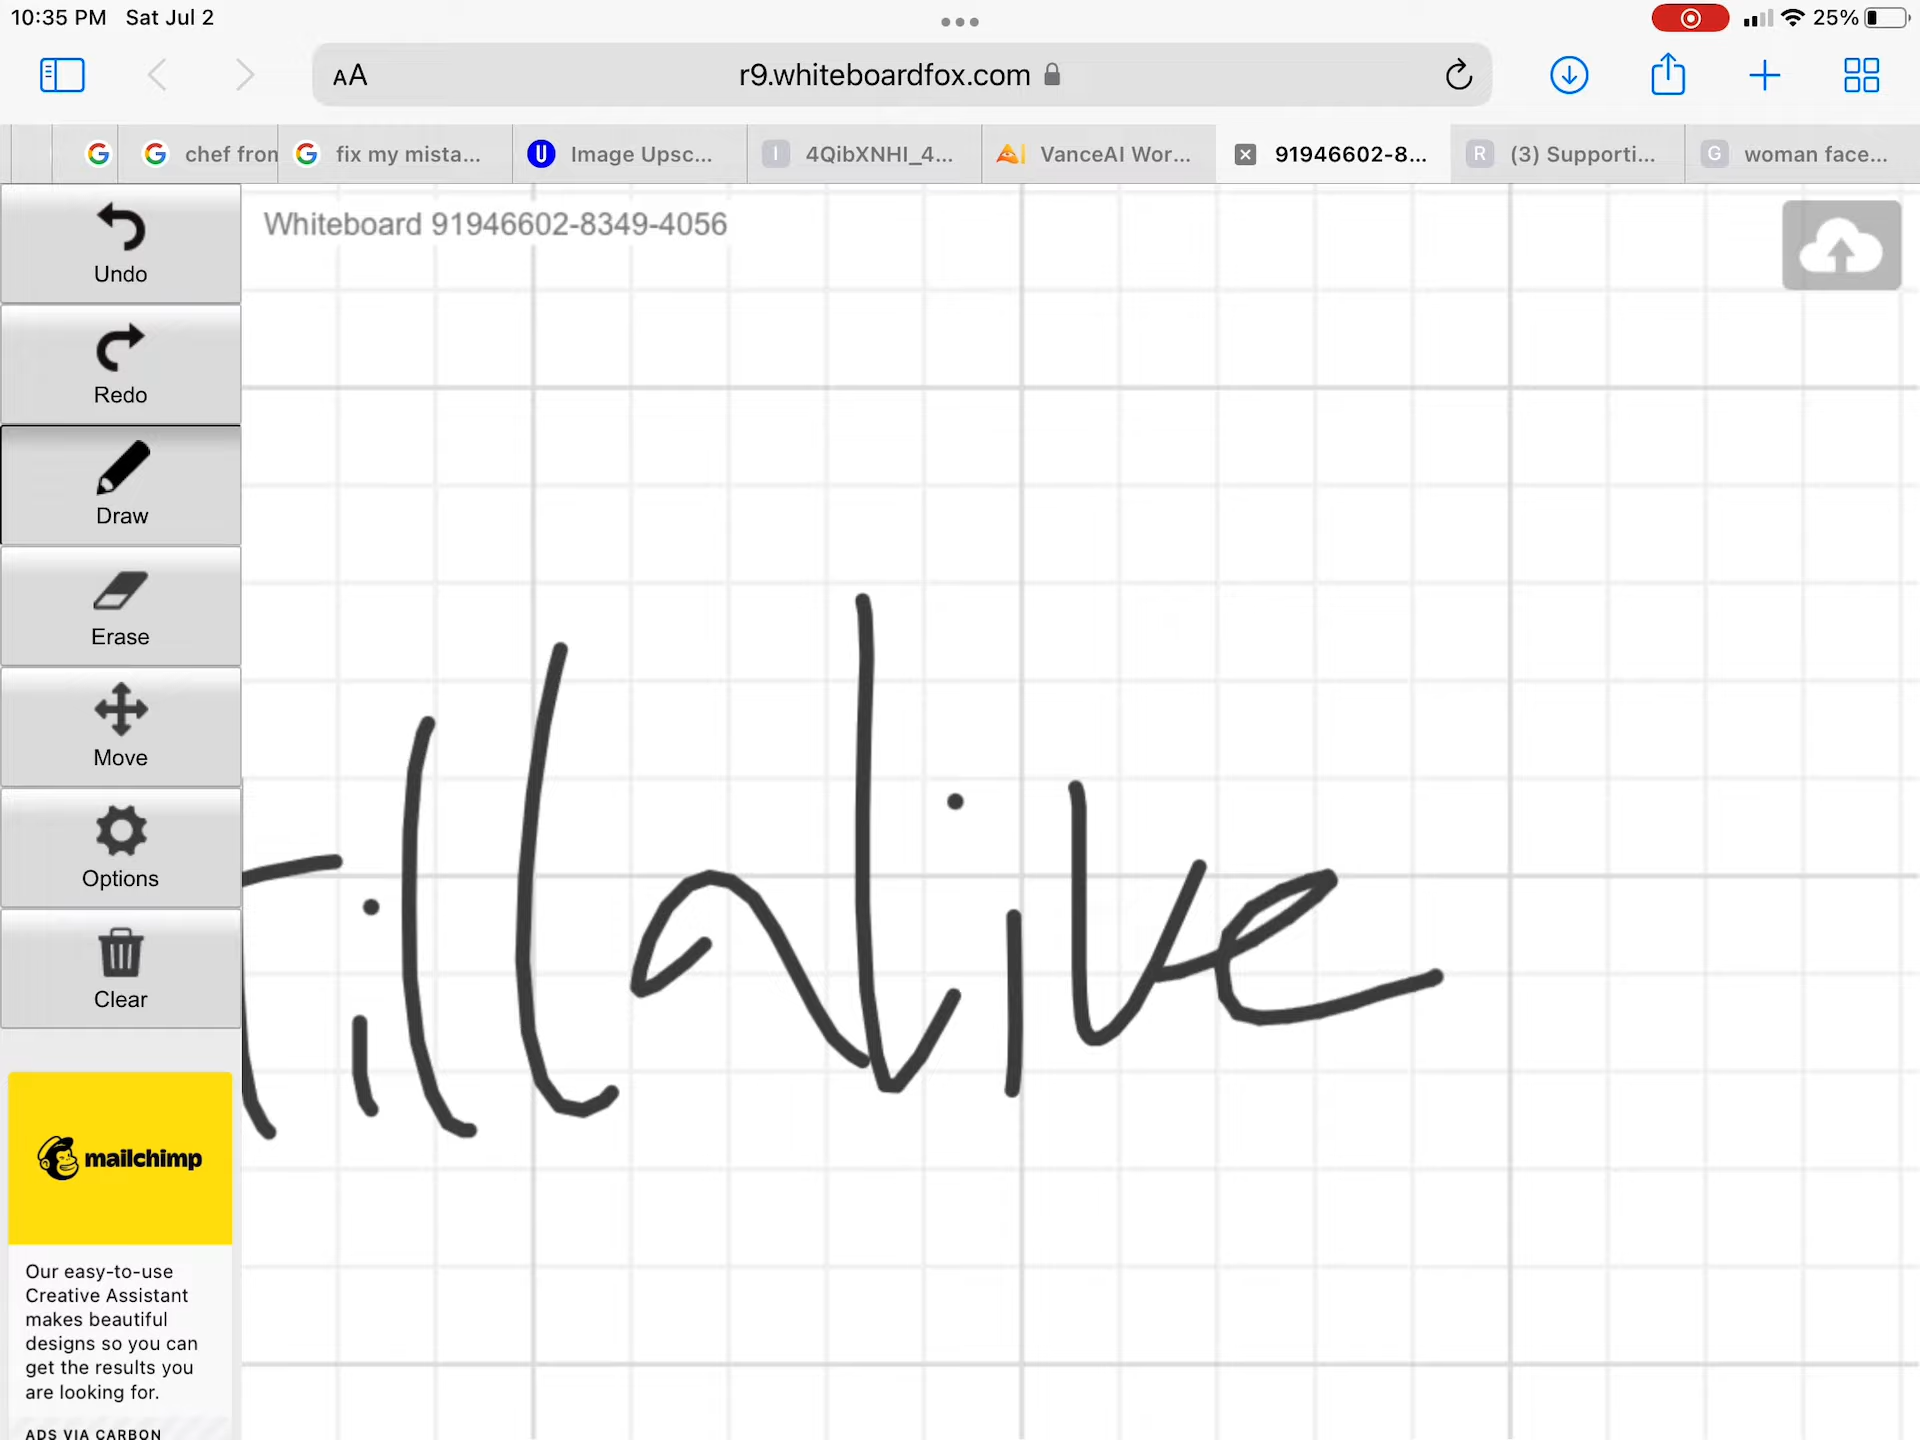 10:35 PM Sat Jul 2
25%
AA r9.whiteboardfox.com
chef fron
fix my mista...
Image Upsc...
4QibXNHI_4...
VanceAI Wor...
91946602-8...
(3) Supporti...
woman face...
Whiteboard 91946602-8349-4056
Undo
Redo
Draw
Erase
Move
Options
Clear
till alive
mailchimp
Our easy-to-use
Creative Assistant
makes beautiful
designs so you can
get the results you
are looking for.
ADS VIA CARBON